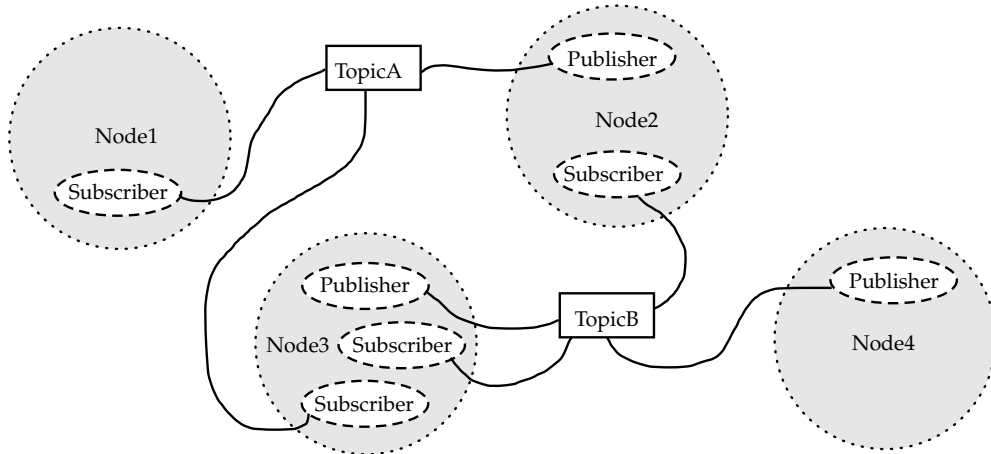 TopicA
Publisher
Node1
Node2
Subscriber
Subscriber
Publisher
Publisher
TopicB
Node3
Subscriber
Node4
Subscriber